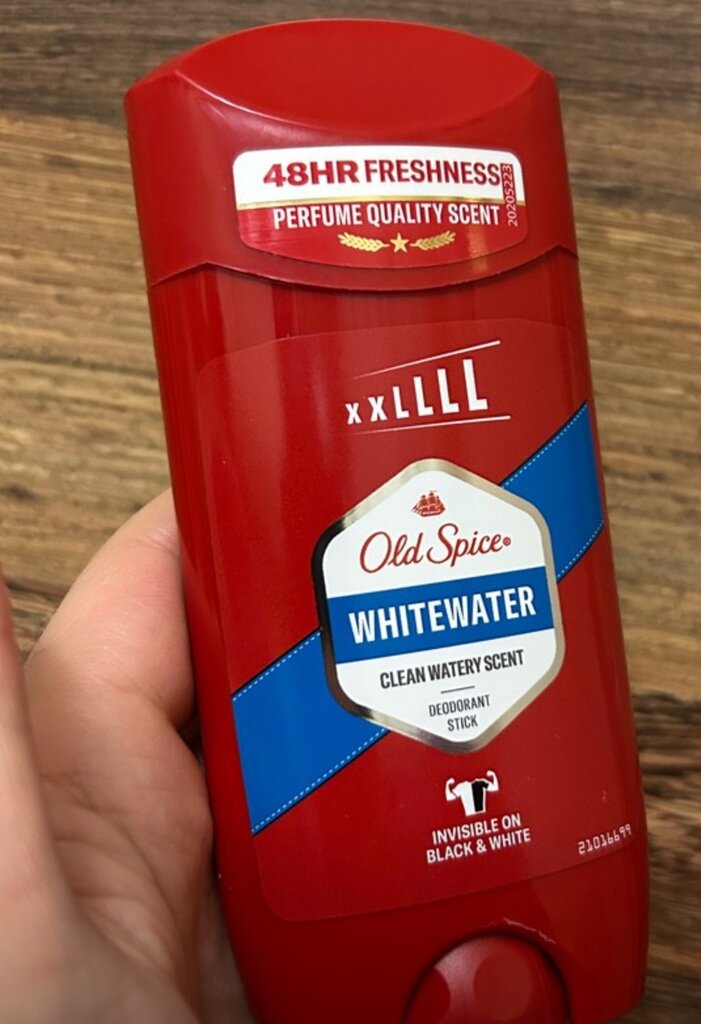 48HR FRESHNESS
PERFUME QUALITY SCENT
20205223
xxLLLL
Old Spice®
WHITEWATER
CLEAN WATERY SCENT
DEODORANT
STICK
INVISIBLE ON
BLACK & WHITE
21016699